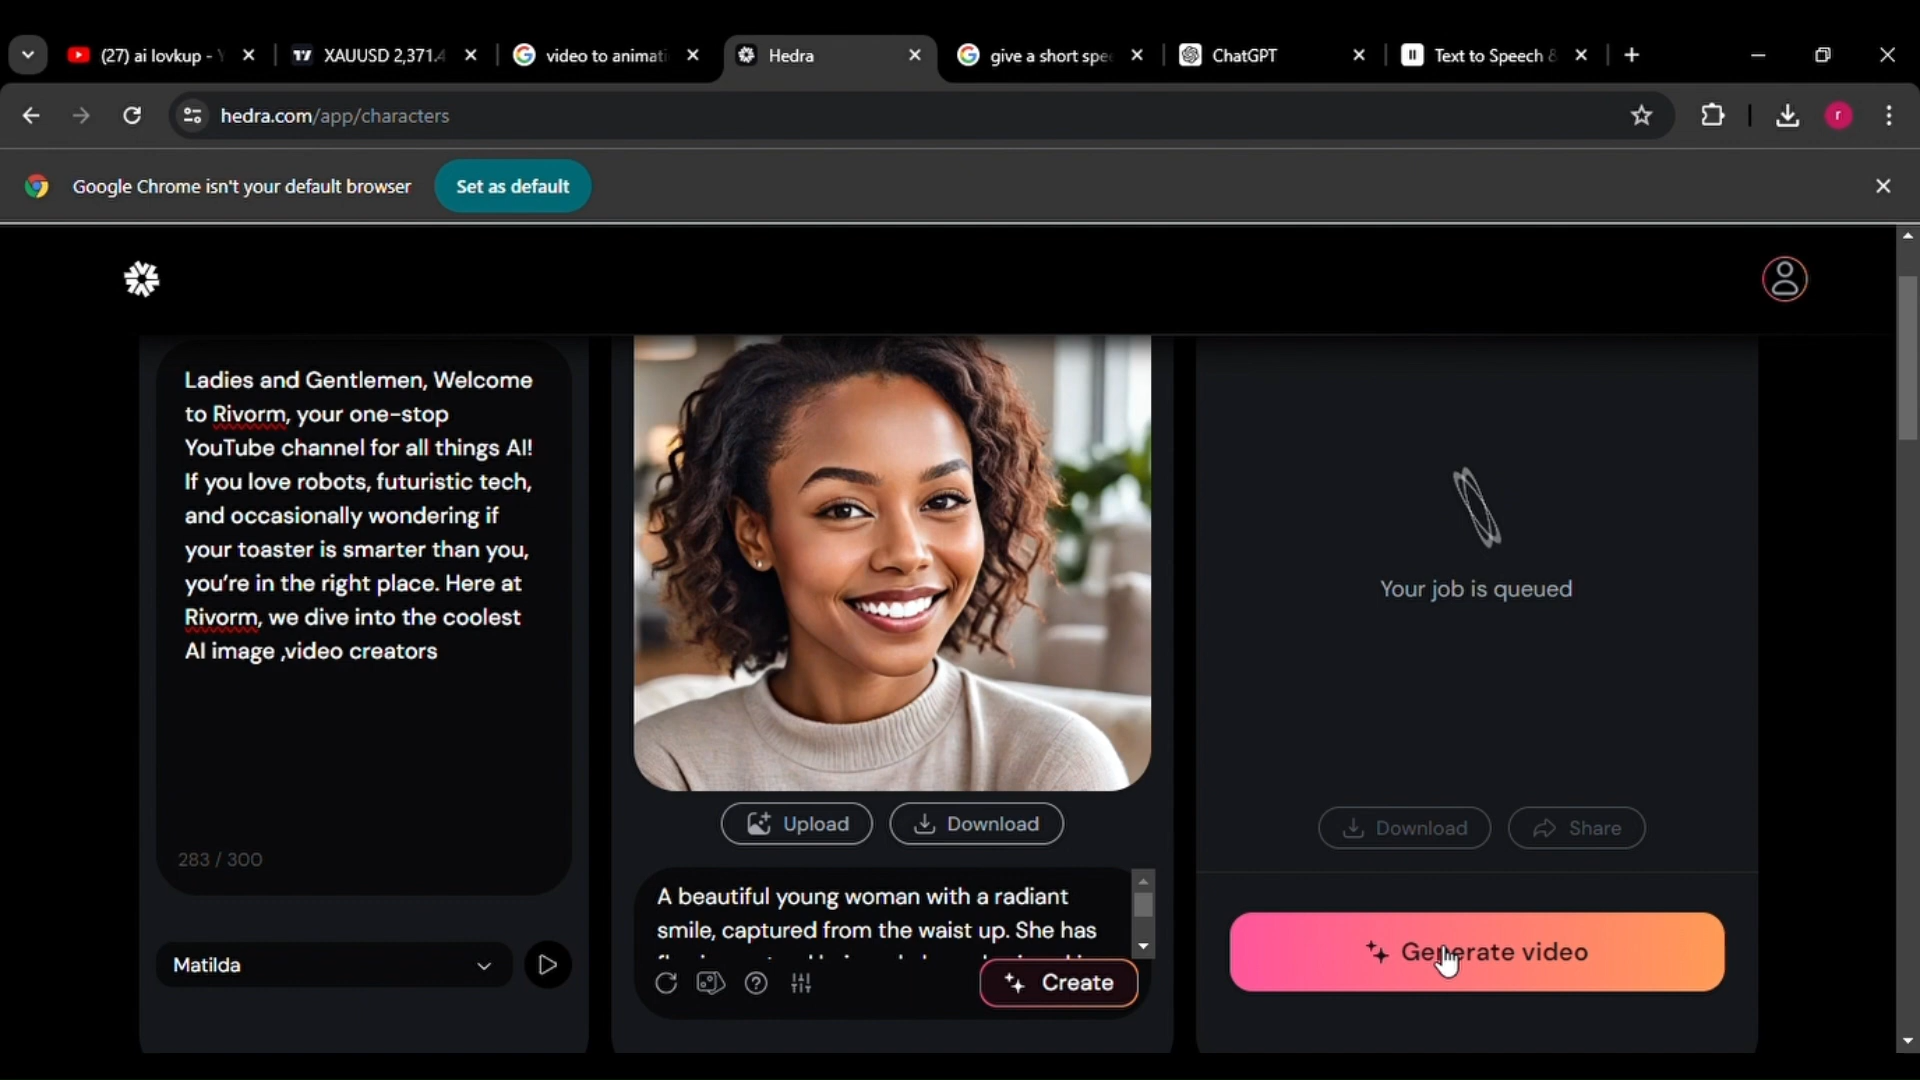 (27) ai lovkup -
XAUUSD 2,371.4
video to animati
Hedra
give a short spe
ChatGPT
Text to Speech &
hedra.com/app/characters
r
Google Chrome isn't your default browser
Set as default
Ladies and Gentlemen, Welcome
to Rivorm, your one-stop
YouTube channel for all things AI!
If you love robots, futuristic tech,
and occasionally wondering if
your toaster is smarter than you,
you're in the right place. Here at
Rivorm, we dive into the coolest
AI image ,video creators
283 / 300
Matilda
Upload
Download
A beautiful young woman with a radiant
smile, captured from the waist up. She has
Create
Your job is queued
Download
Share
Generate video